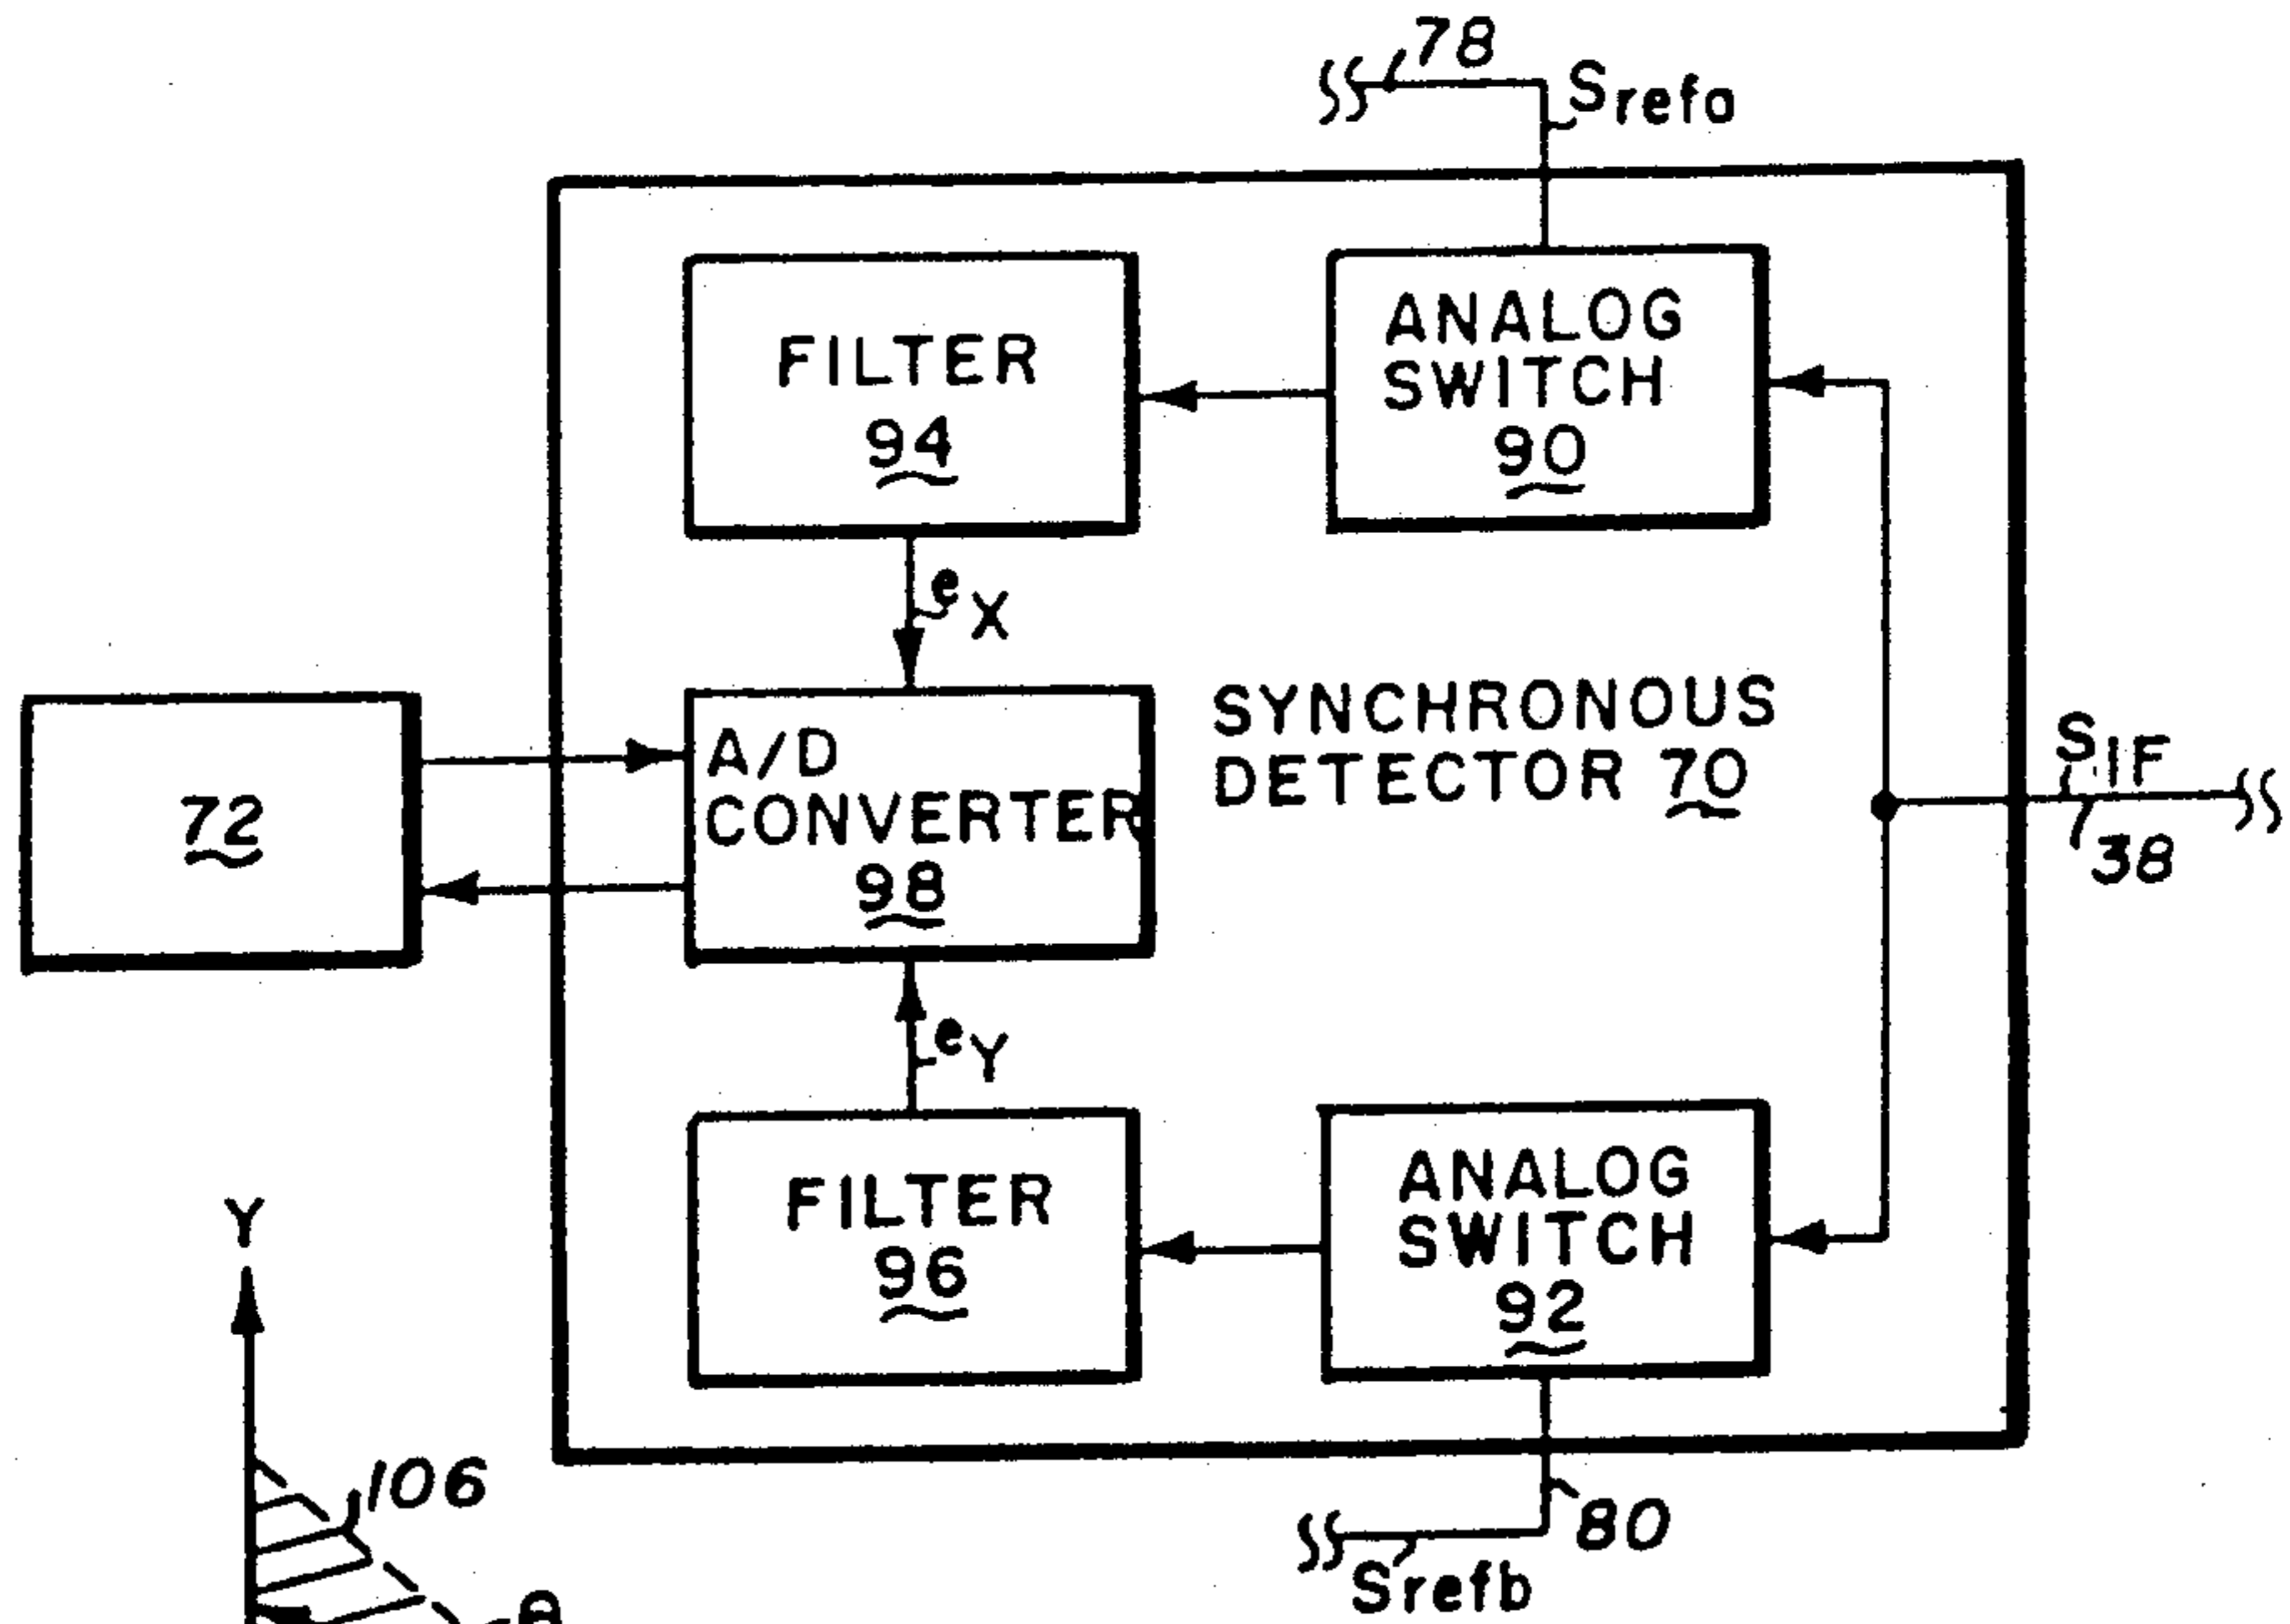 78
Srefa
FILTER
94
ANALOG
SWITCH
90
eX
72
A/D
CONVERTER
98
SYNCHRONOUS
DETECTOR 70
SIF
38
eY
FILTER
96
ANALOG
SWITCH
92
Y
106
80
Srefb